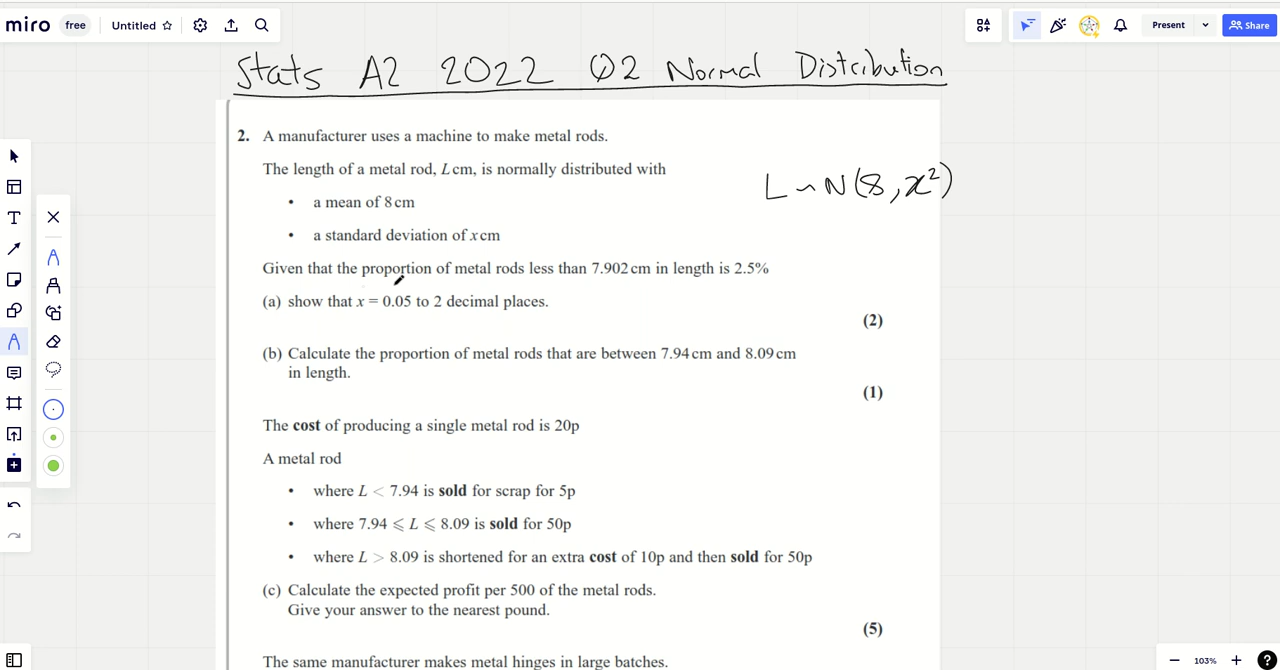 miro free Untitled Present Share
Stats A2 2022 Q2 Normal Distribution
2. A manufacturer uses a machine to make metal rods.
The length of a metal rod, L cm, is normally distributed with
L ~ N(8, x²)
• a mean of 8 cm
• a standard deviation of x cm
Given that the proportion of metal rods less than 7.902 cm in length is 2.5%
(a) show that x = 0.05 to 2 decimal places.
(2)
(b) Calculate the proportion of metal rods that are between 7.94 cm and 8.09 cm
in length.
(1)
The cost of producing a single metal rod is 20p
A metal rod
• where L < 7.94 is sold for scrap for 5p
• where 7.94 ⩽ L ⩽ 8.09 is sold for 50p
• where L > 8.09 is shortened for an extra cost of 10p and then sold for 50p
(c) Calculate the expected profit per 500 of the metal rods.
Give your answer to the nearest pound.
(5)
The same manufacturer makes metal hinges in large batches.
103%